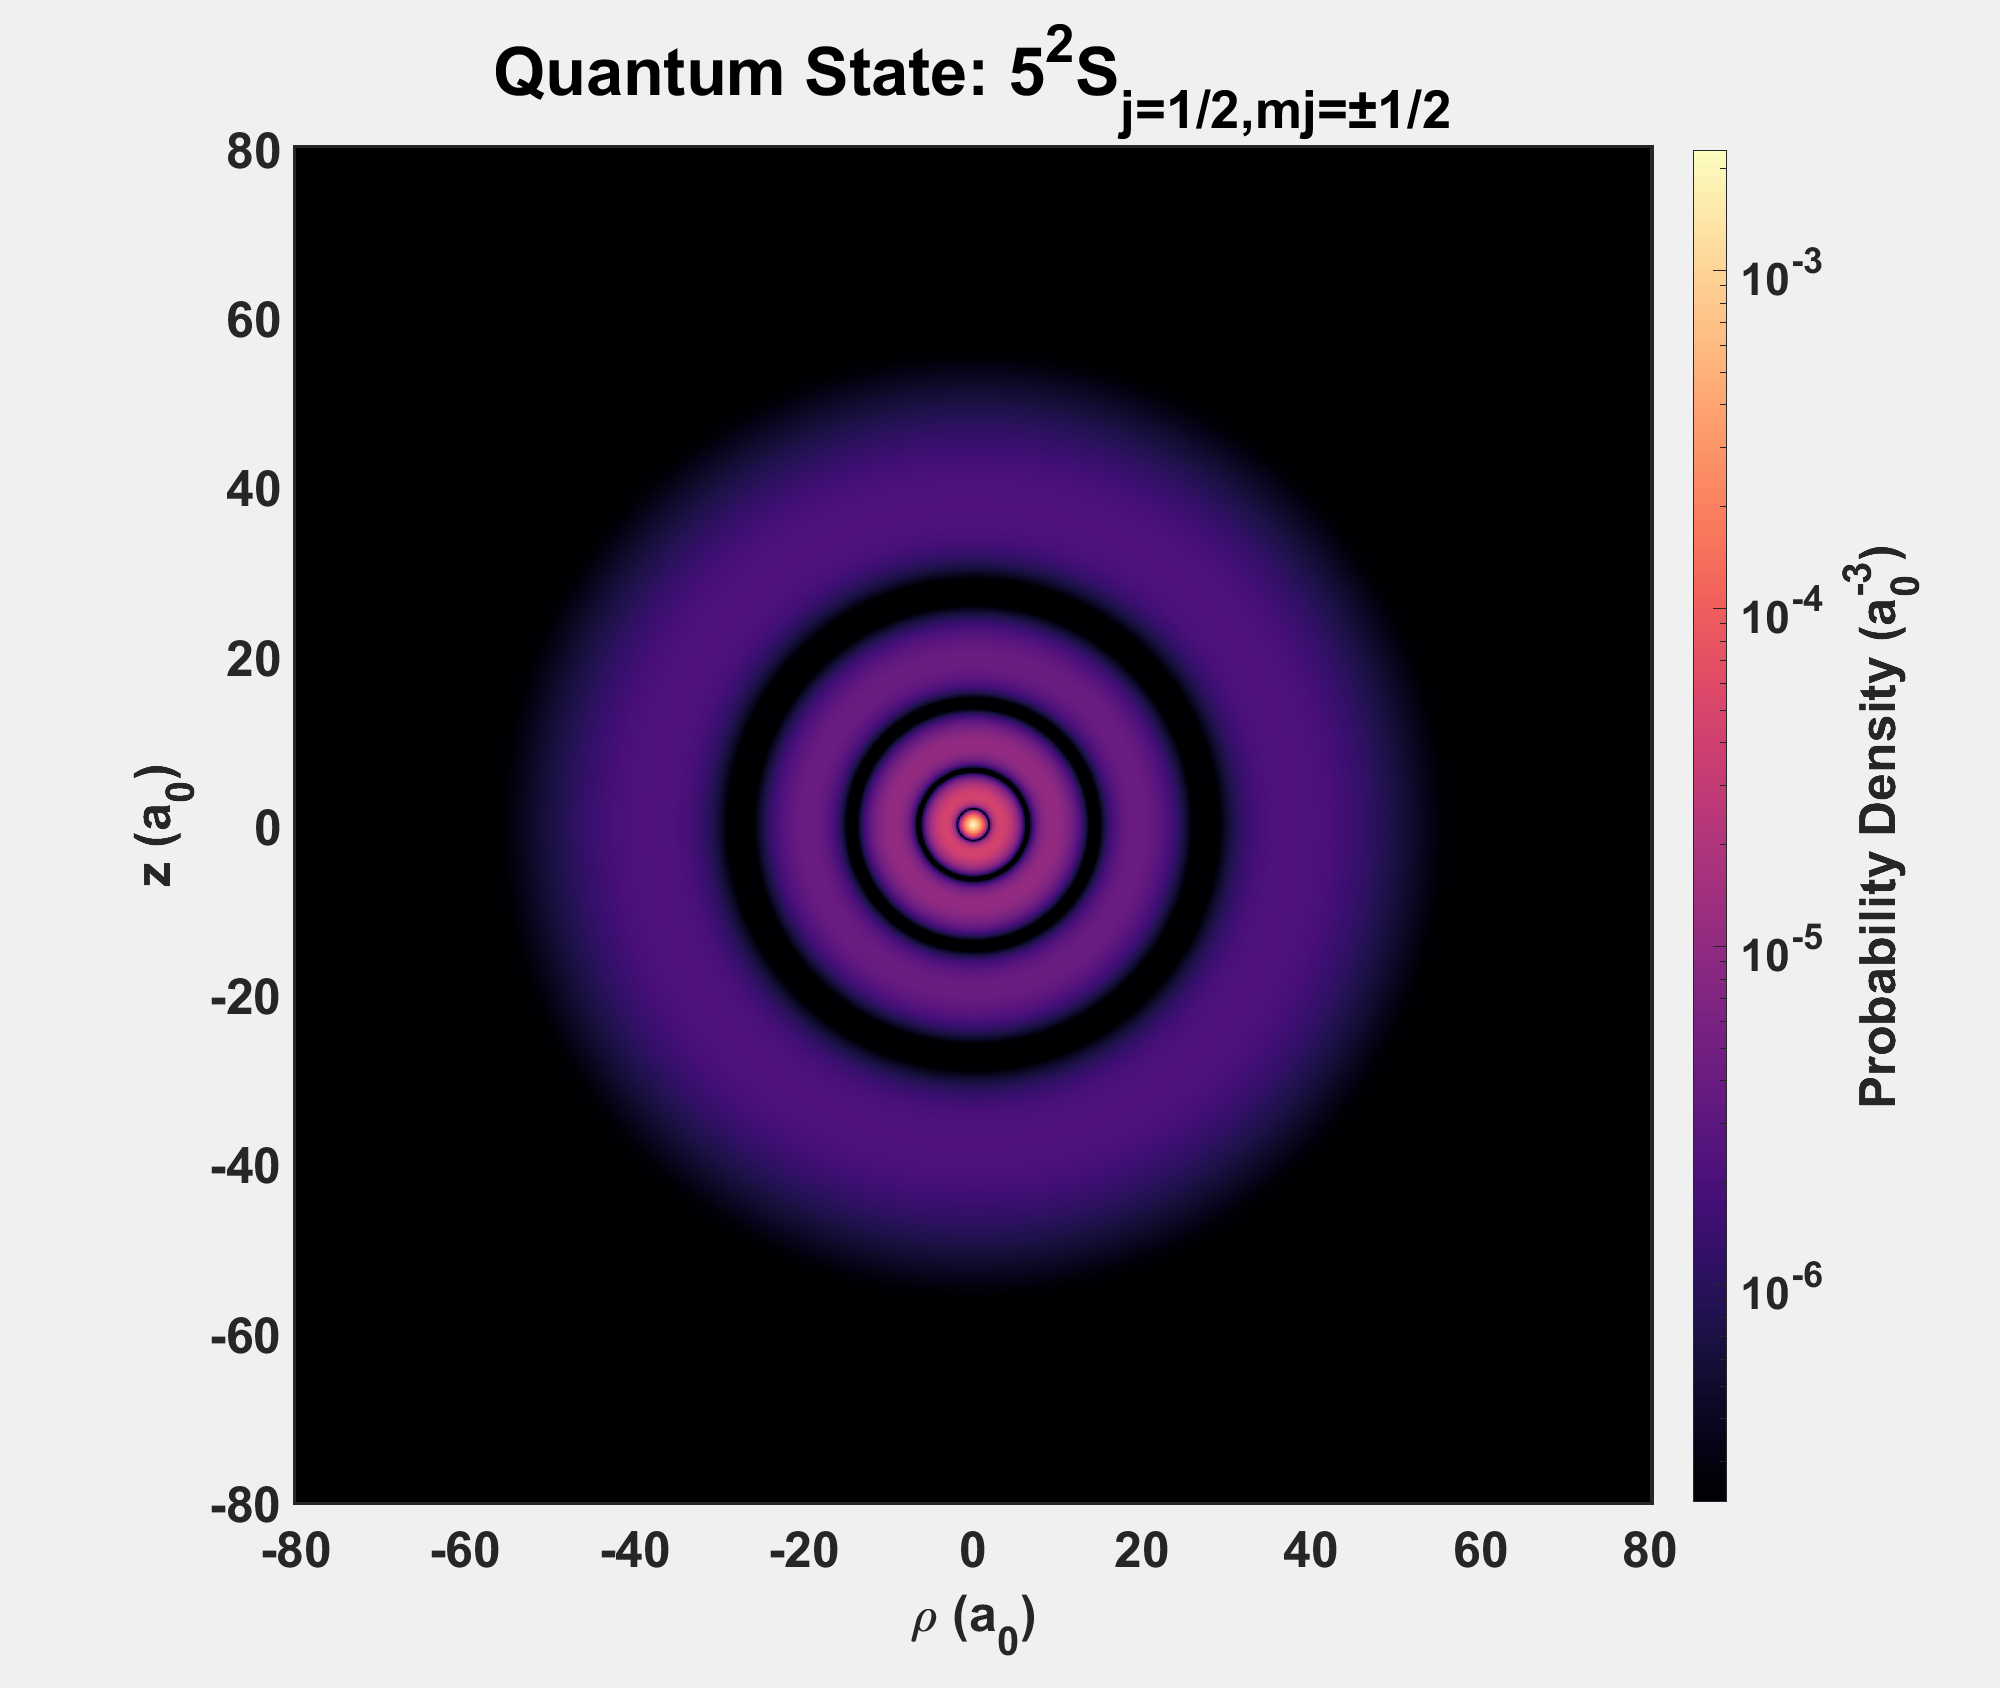 Quantum State: 5²S_j=1/2,mj=±1/2
80
60
40
20
0
-20
-40
-60
-80
-80 -60 -40 -20 0 20 40 60 80
ρ (a₀)
z (a₀)
10⁻³
10⁻⁴
10⁻⁵
10⁻⁶
Probability Density (a₀⁻³)